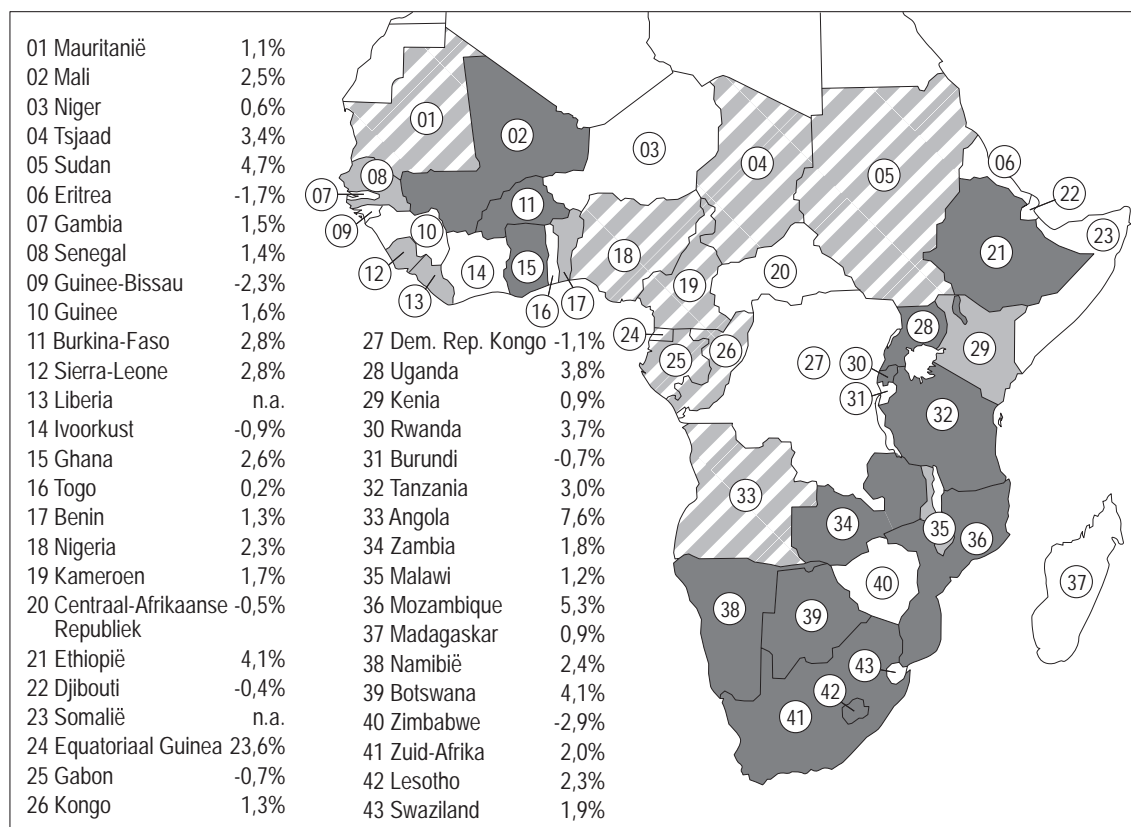 01 Mauritanië 1,1%
02 Mali 2,5%
03 Niger 0,6%
04 Tsjaad 3,4%
05 Sudan 4,7%
06 Eritrea -1,7%
07 Gambia 1,5%
08 Senegal 1,4%
09 Guinee-Bissau -2,3%
10 Guinee 1,6%
11 Burkina-Faso 2,8%
12 Sierra-Leone 2,8%
13 Liberia n.a.
14 Ivoorkust -0,9%
15 Ghana 2,6%
16 Togo 0,2%
17 Benin 1,3%
18 Nigeria 2,3%
19 Kameroen 1,7%
20 Centraal-Afrikaanse -0,5%
Republiek
21 Ethiopië 4,1%
22 Djibouti -0,4%
23 Somalië n.a.
24 Equatoriaal Guinea 23,6%
25 Gabon -0,7%
26 Kongo 1,3%
27 Dem. Rep. Kongo -1,1%
28 Uganda 3,8%
29 Kenia 0,9%
30 Rwanda 3,7%
31 Burundi -0,7%
32 Tanzania 3,0%
33 Angola 7,6%
34 Zambia 1,8%
35 Malawi 1,2%
36 Mozambique 5,3%
37 Madagaskar 0,9%
38 Namibië 2,4%
39 Botswana 4,1%
40 Zimbabwe -2,9%
41 Zuid-Afrika 2,0%
42 Lesotho 2,3%
43 Swaziland 1,9%
01
02
03
04
05
06
07
08
09
10
11
12
13
14
15
16
17
18
19
20
21
22
23
24
25
26
27
28
29
30
31
32
33
34
35
36
37
38
39
40
41
42
43